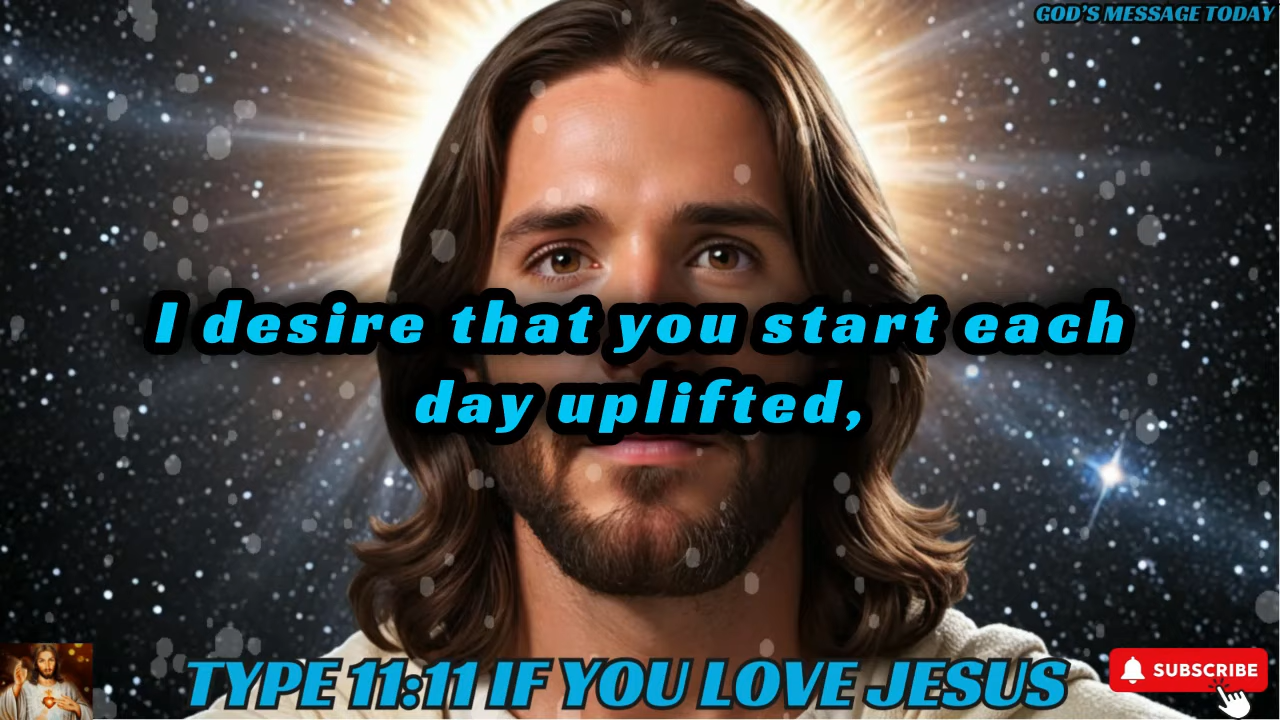 GOD'S MESSAGE TODAY
I desire that you start each
day uplifted,
TYPE 11:11 IF YOU LOVE JESUS
SUBSCRIBE